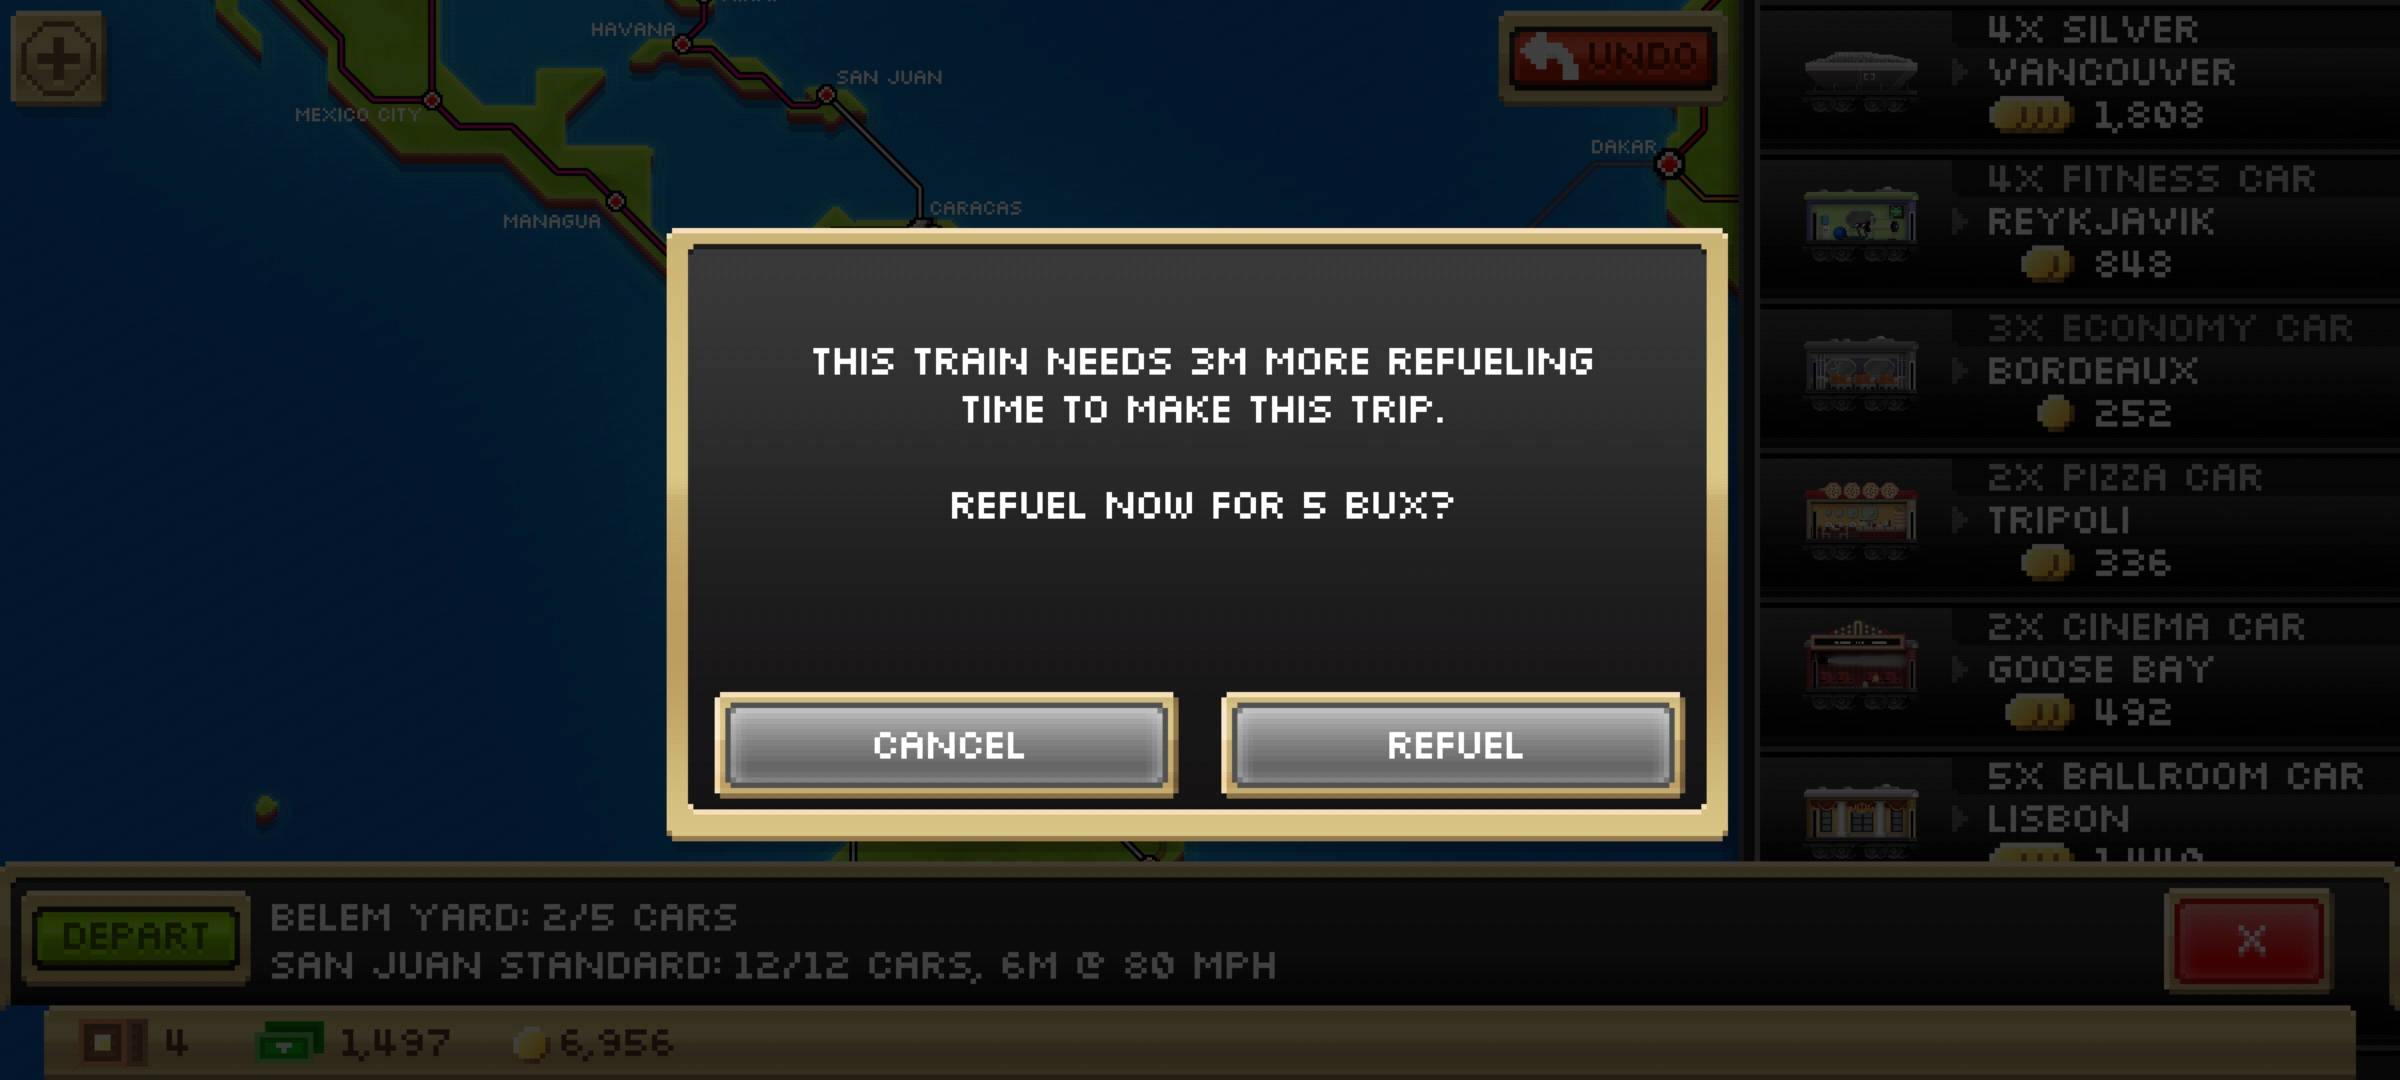 HAVANA
SAN JUAN
MEXICO CITY
MANAGUA
CARACAS
DAKAR
UNDO
4X SILVER
VANCOUVER
1,808
4X FITNESS CAR
REYKJAVIK
848
3X ECONOMY CAR
BORDEAUX
252
2X PIZZA CAR
TRIPOLI
336
2X CINEMA CAR
GOOSE BAY
492
5X BALLROOM CAR
LISBON
THIS TRAIN NEEDS 3M MORE REFUELING
TIME TO MAKE THIS TRIP.
REFUEL NOW FOR 5 BUX?
CANCEL
REFUEL
DEPART
BELEM YARD: 2/5 CARS
SAN JUAN STANDARD: 12/12 CARS, 6M @ 80 MPH
X
4
1,497
6,956